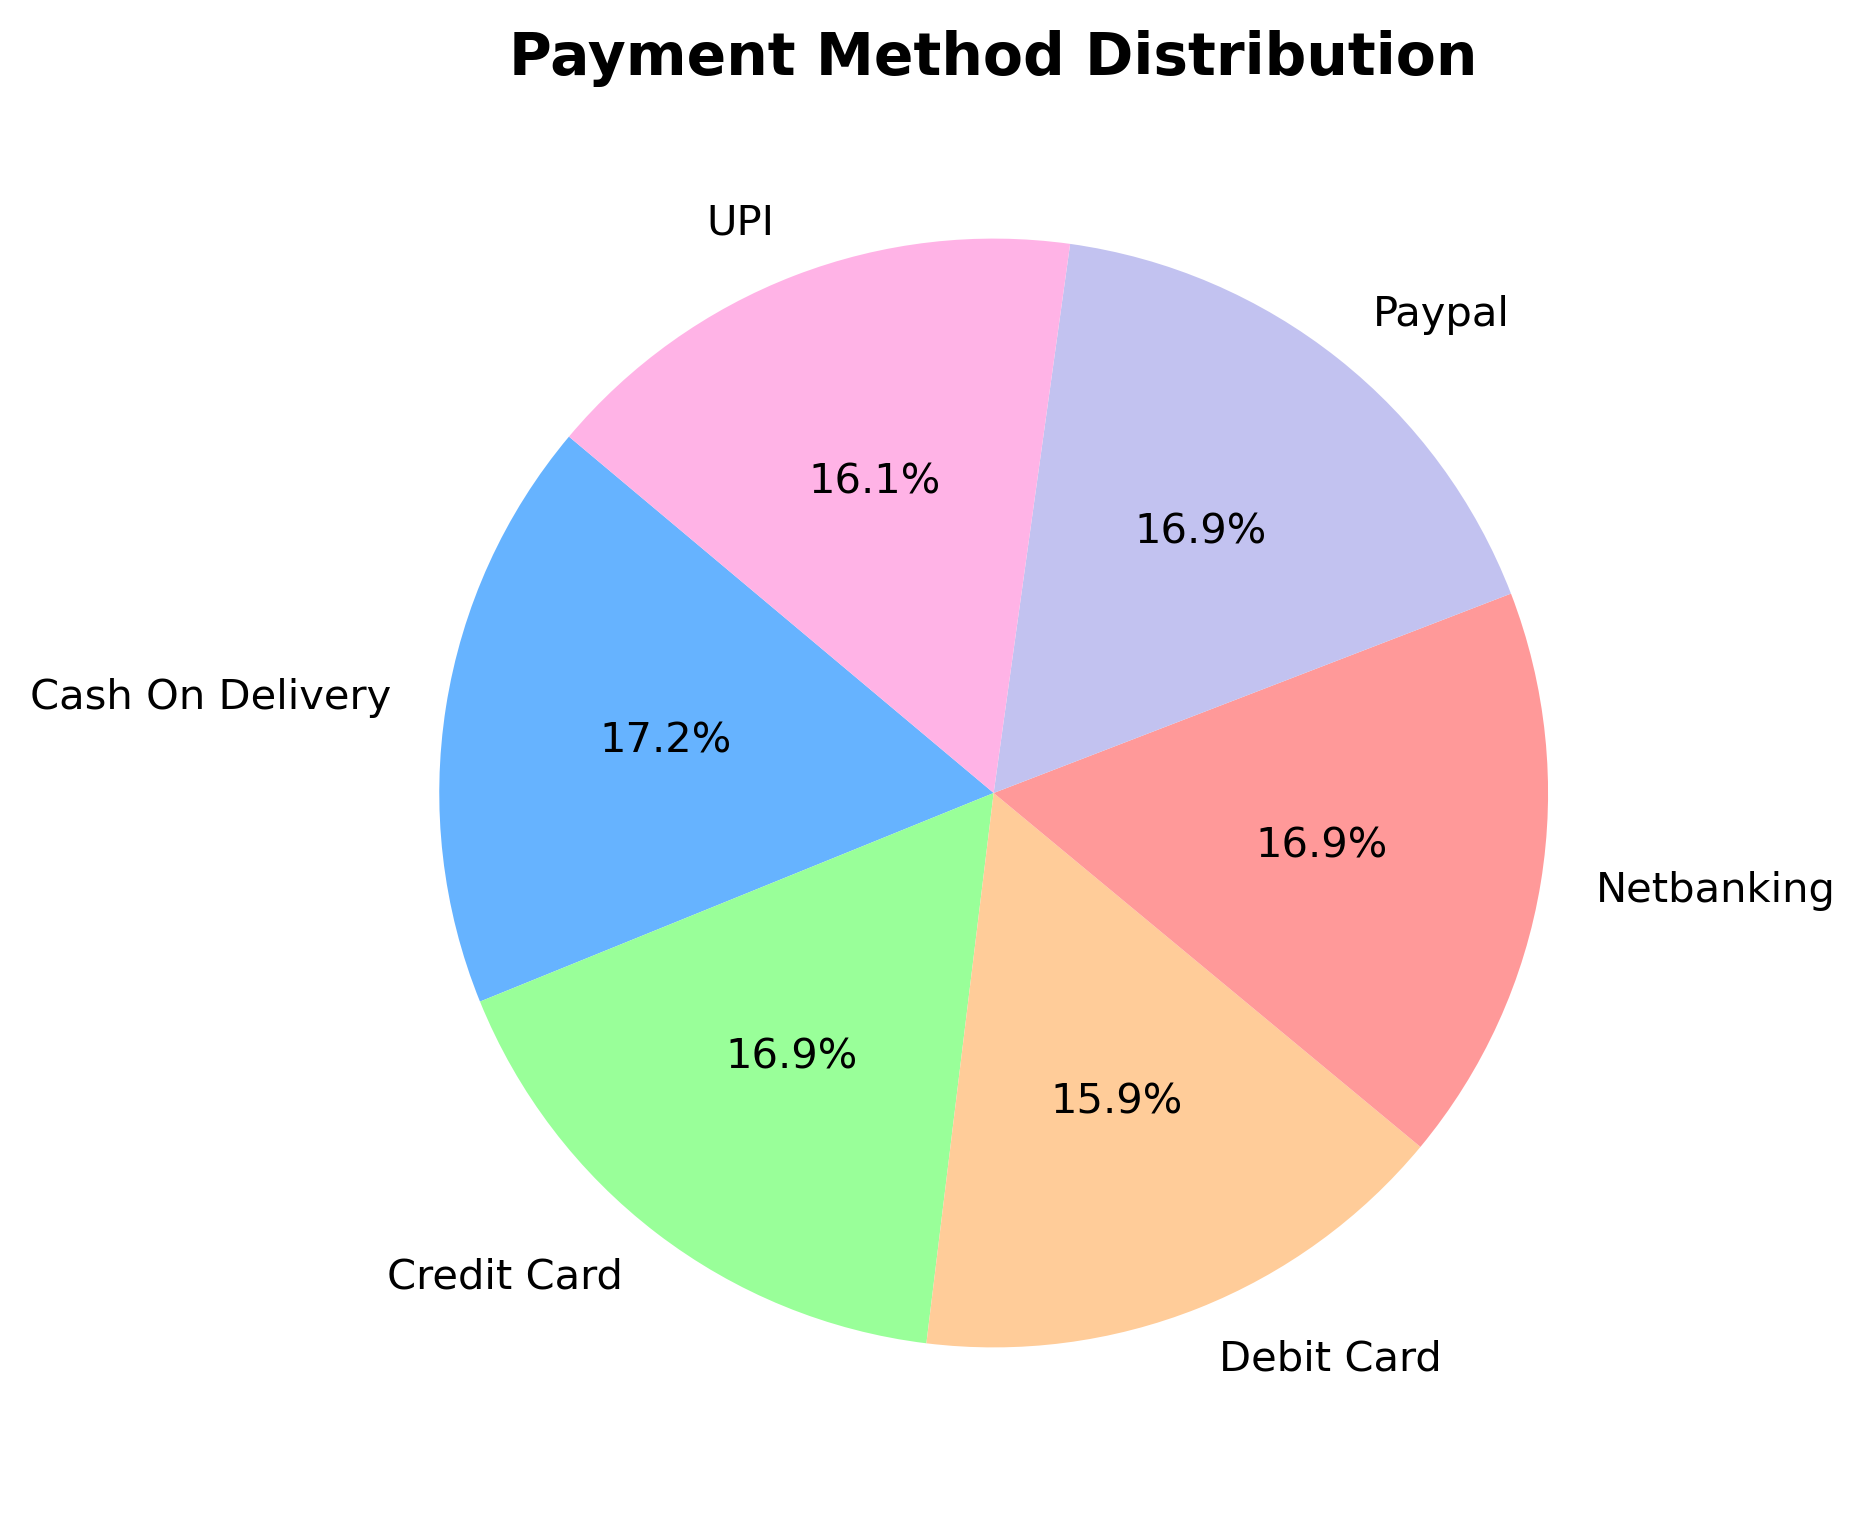 Payment Method Distribution
UPI
Paypal
16.1%
16.9%
Cash On Delivery
17.2%
16.9%
Netbanking
16.9%
15.9%
Credit Card
Debit Card